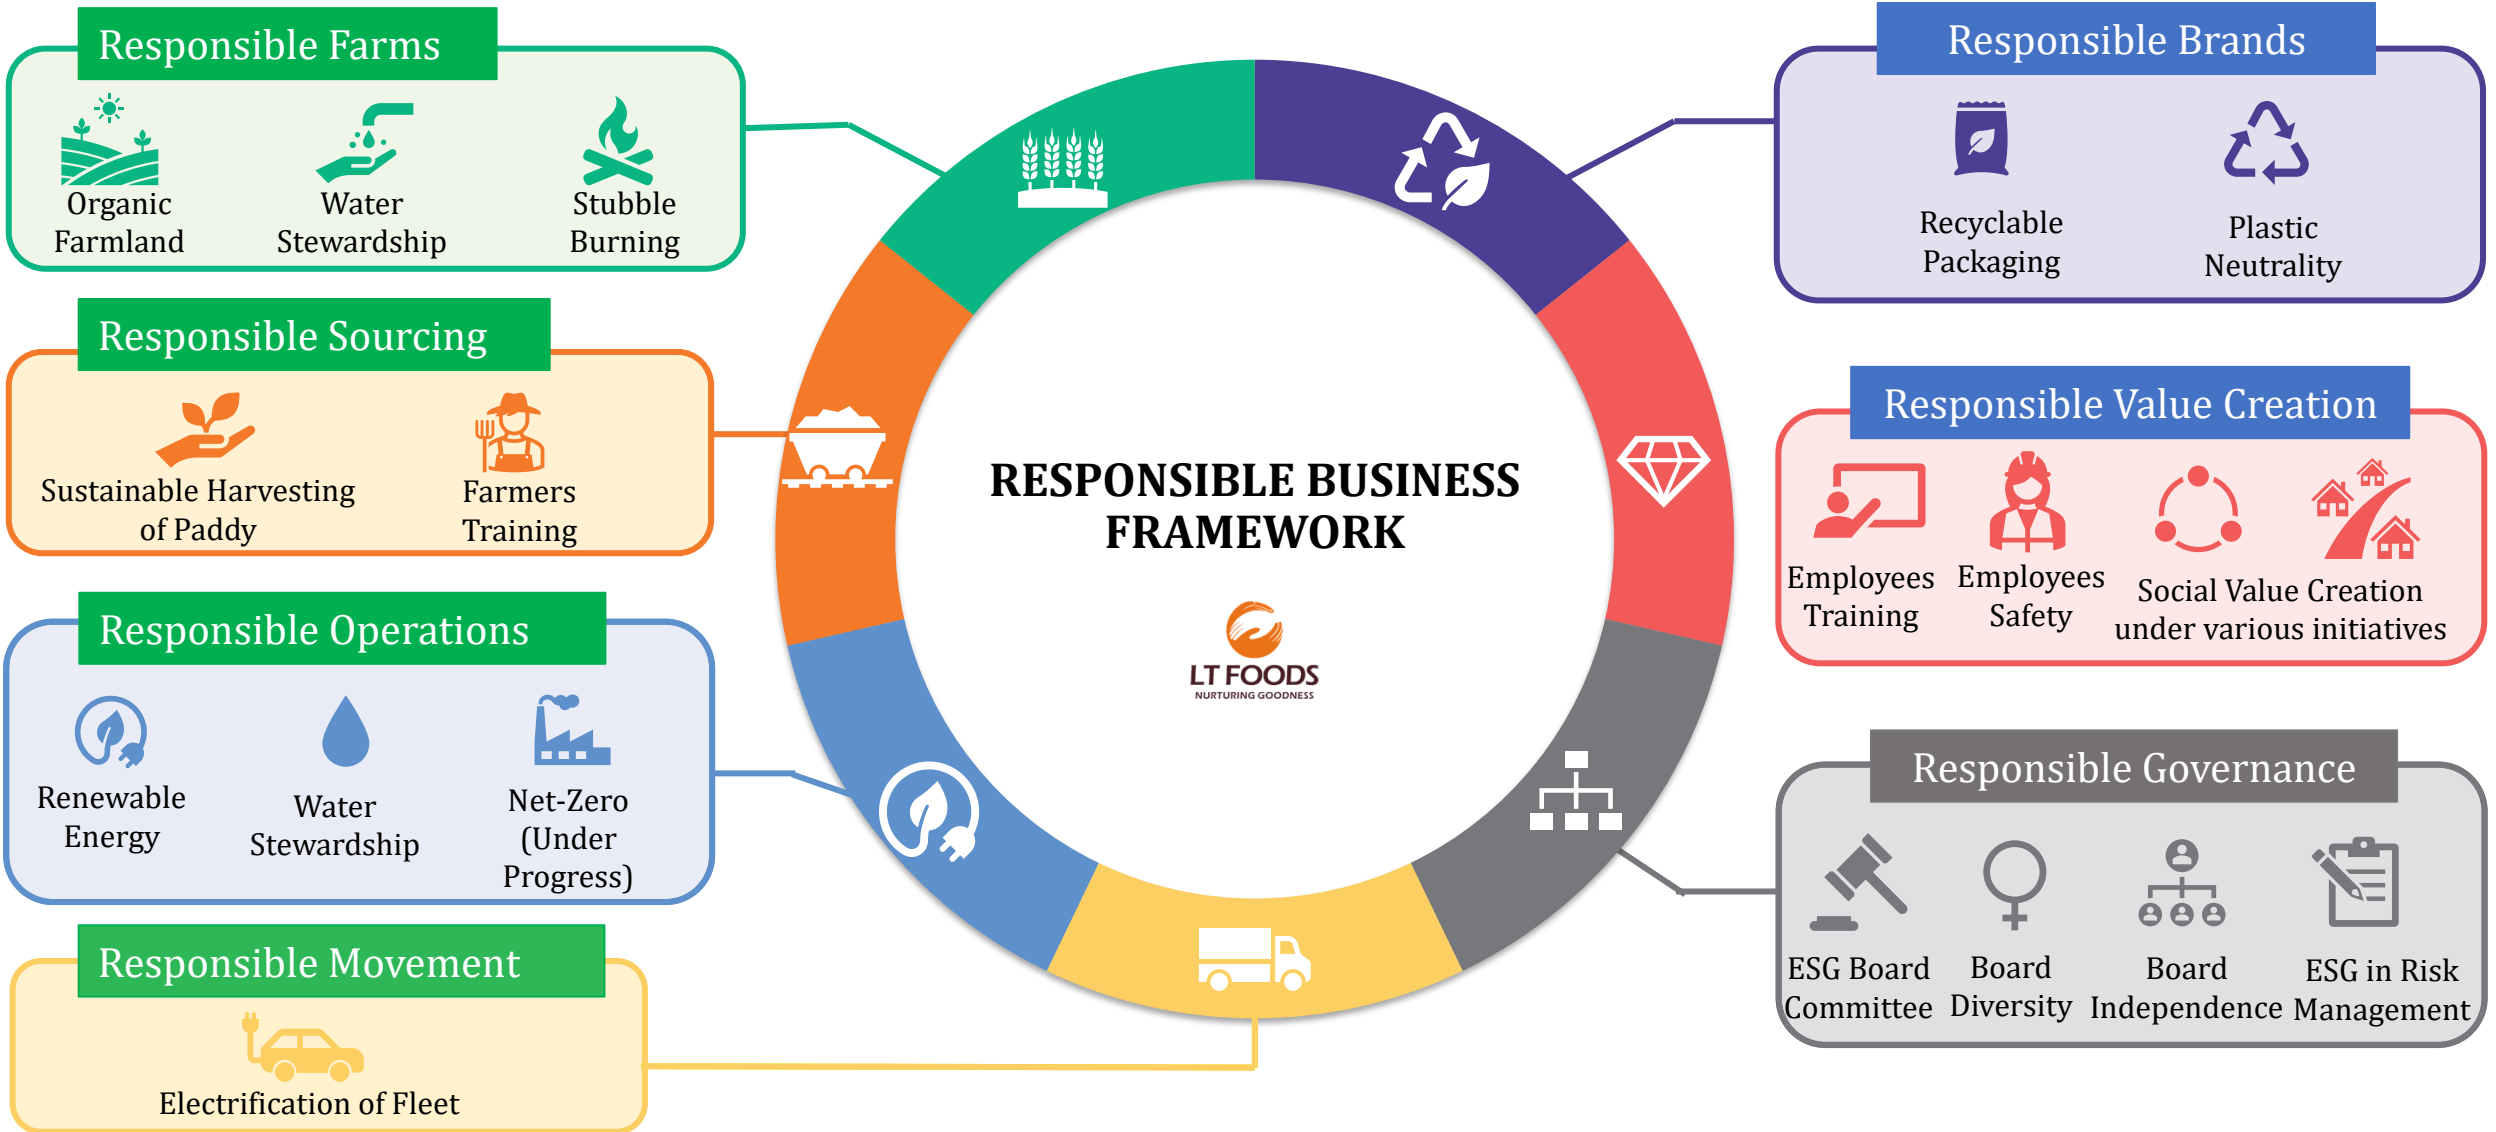 Responsible Farms
Organic
Farmland
Water
Stewardship
Stubble
Burning
Responsible Sourcing
Sustainable Harvesting
of Paddy
Farmers
Training
Responsible Operations
Renewable
Energy
Water
Stewardship
Net-Zero
(Under
Progress)
Responsible Movement
Electrification of Fleet
RESPONSIBLE BUSINESS
FRAMEWORK
LT FOODS
NURTURING GOODNESS
Responsible Brands
Recyclable
Packaging
Plastic
Neutrality
Responsible Value Creation
Employees
Training
Employees
Safety
Social Value Creation
under various initiatives
Responsible Governance
ESG Board
Committee
Board
Diversity
Board
Independence
ESG in Risk
Management